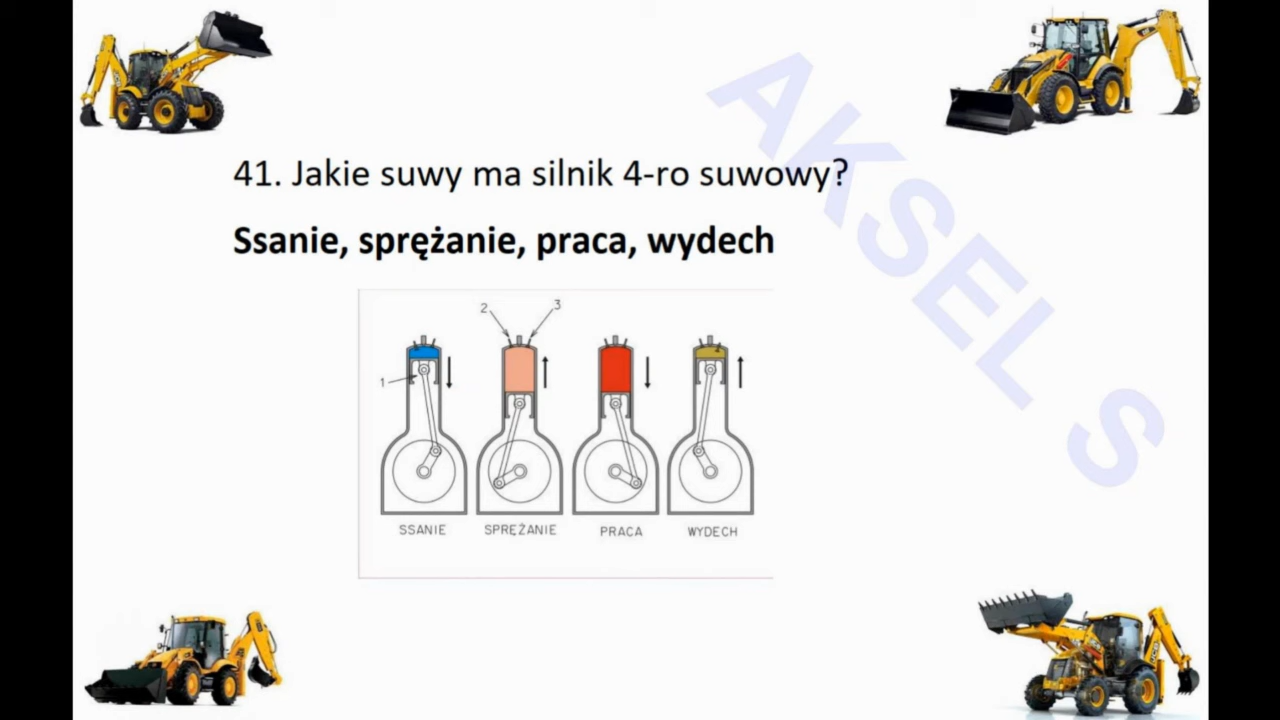 41. Jakie suwy ma silnik 4-ro suwowy?
Ssanie, sprężanie, praca, wydech
2 3
1
SSANIE SPRĘŻANIE PRACA WYDECH
AKSEL S